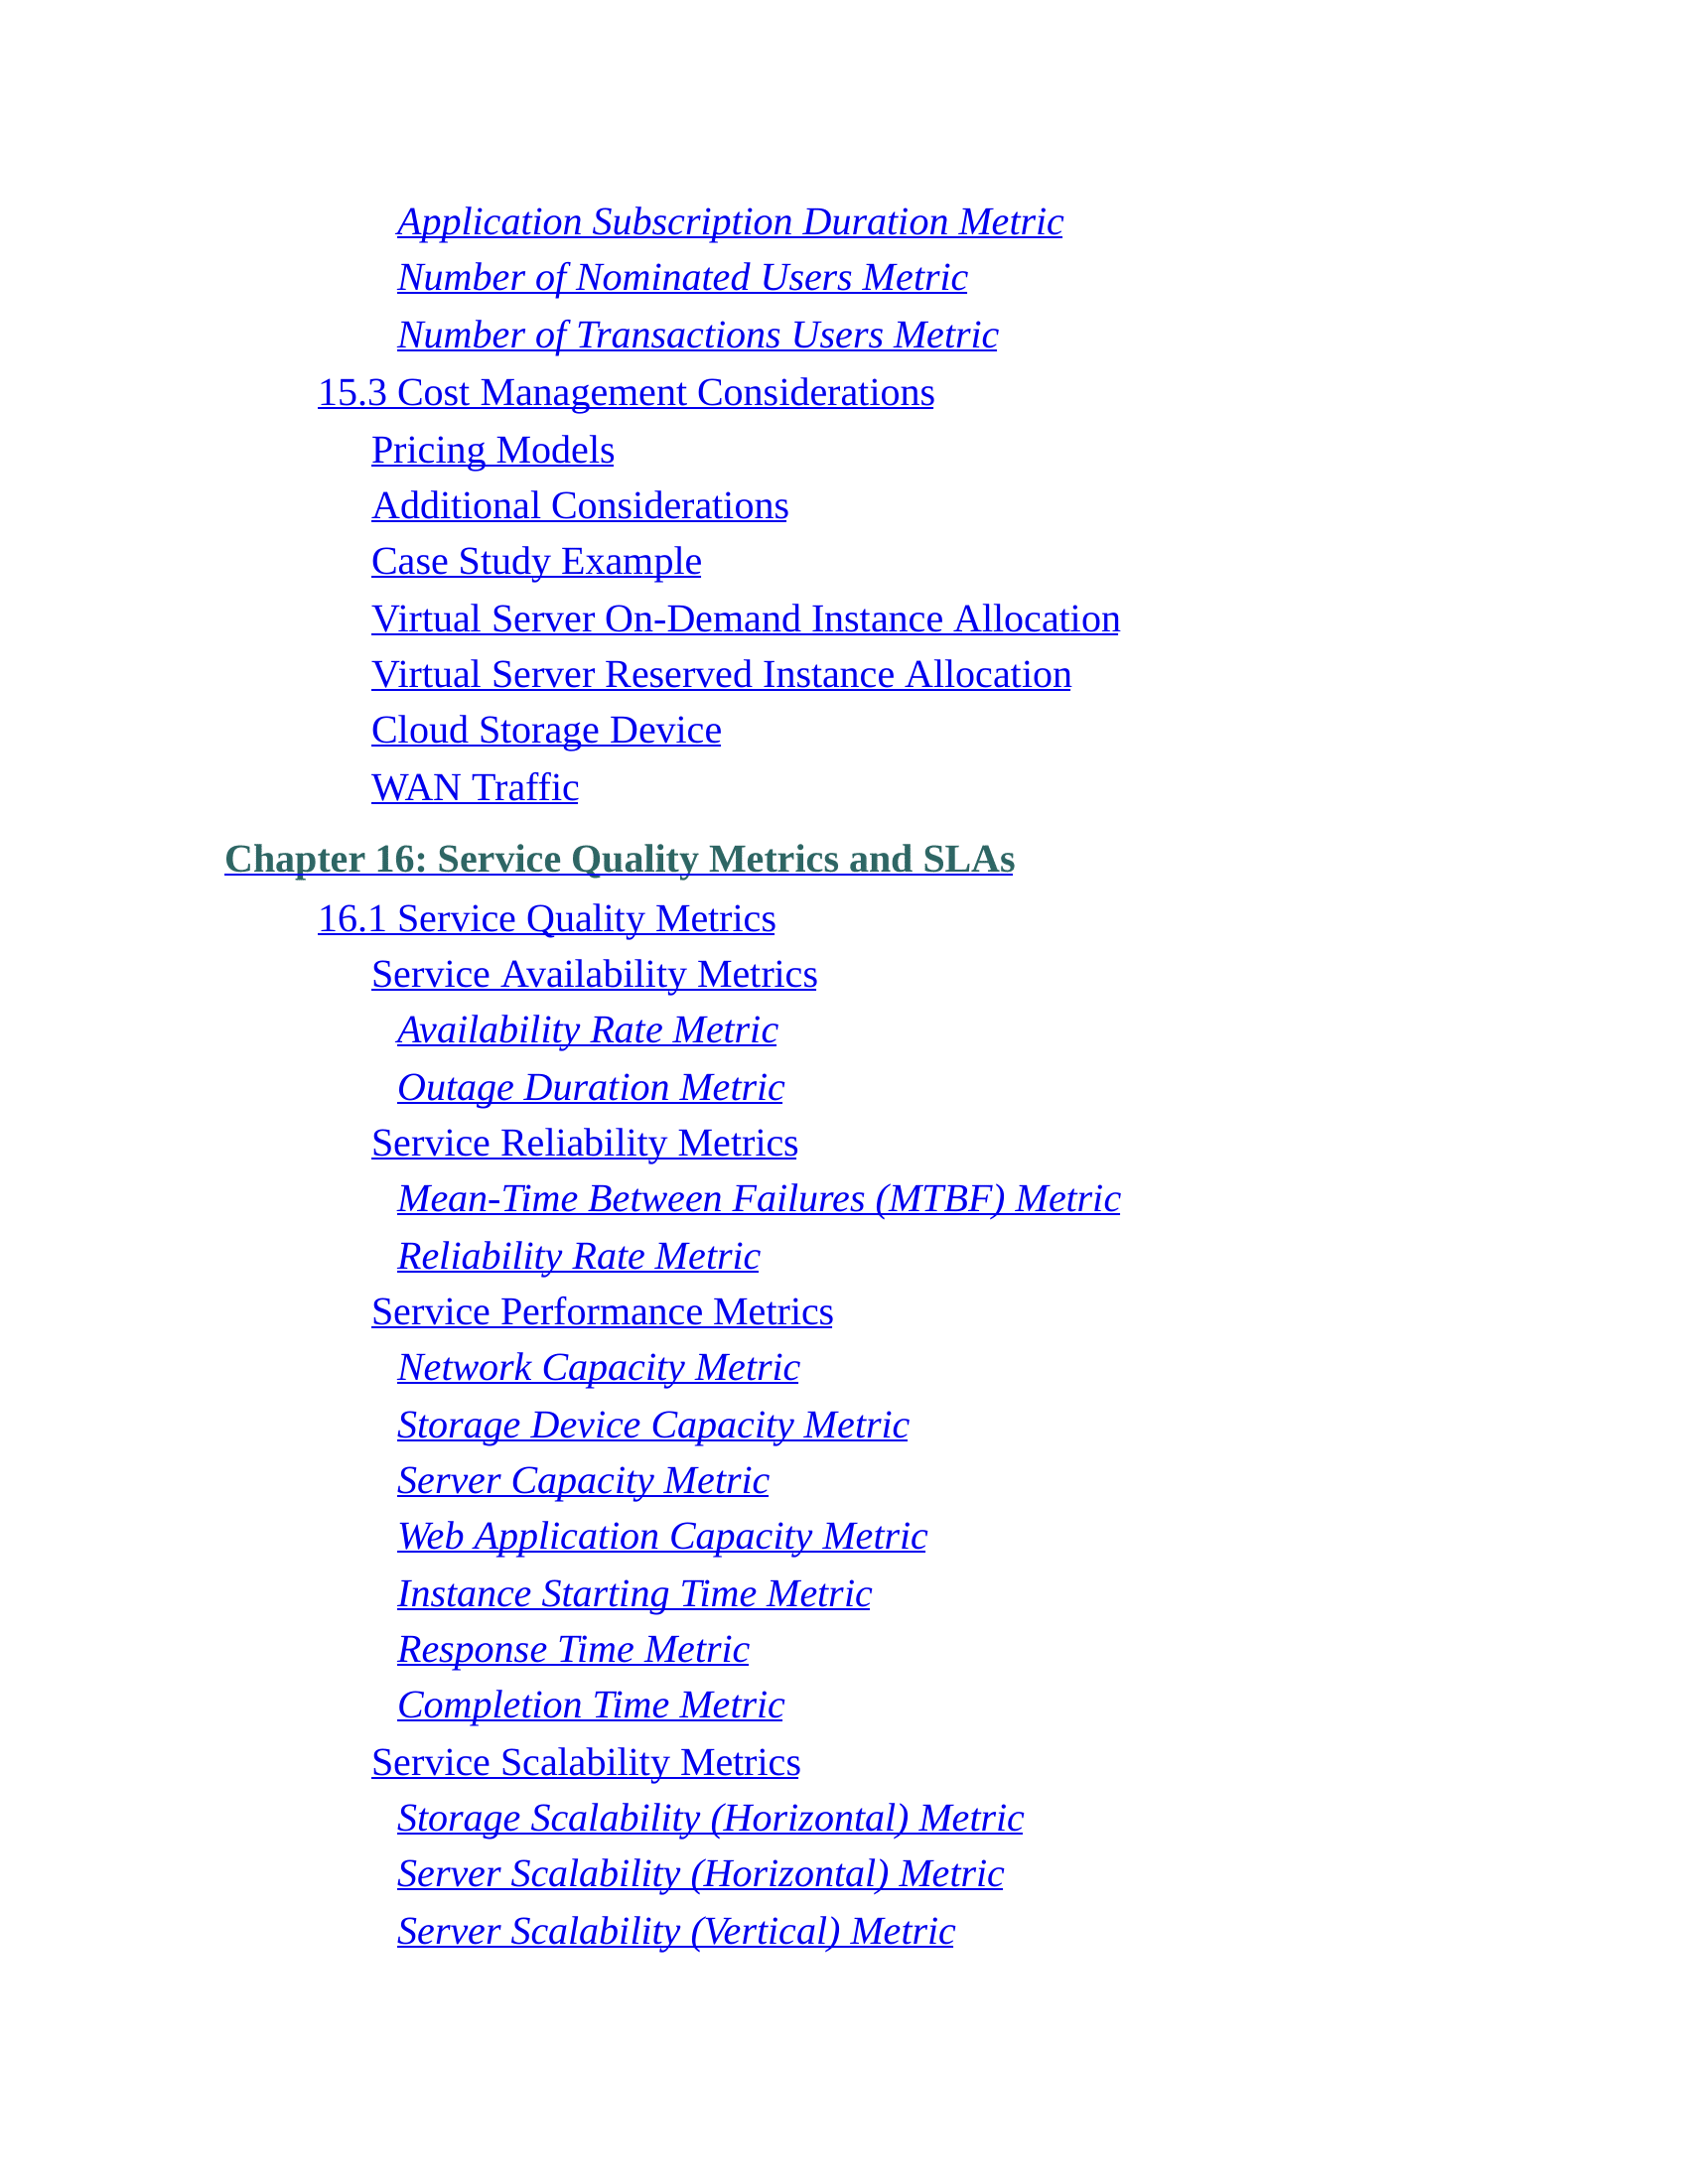 Application Subscription Duration Metric
Number of Nominated Users Metric
Number of Transactions Users Metric
15.3 Cost Management Considerations
Pricing Models
Additional Considerations
Case Study Example
Virtual Server On-Demand Instance Allocation
Virtual Server Reserved Instance Allocation
Cloud Storage Device
WAN Traffic
Chapter 16: Service Quality Metrics and SLAs
16.1 Service Quality Metrics
Service Availability Metrics
Availability Rate Metric
Outage Duration Metric
Service Reliability Metrics
Mean-Time Between Failures (MTBF) Metric
Reliability Rate Metric
Service Performance Metrics
Network Capacity Metric
Storage Device Capacity Metric
Server Capacity Metric
Web Application Capacity Metric
Instance Starting Time Metric
Response Time Metric
Completion Time Metric
Service Scalability Metrics
Storage Scalability (Horizontal) Metric
Server Scalability (Horizontal) Metric
Server Scalability (Vertical) Metric